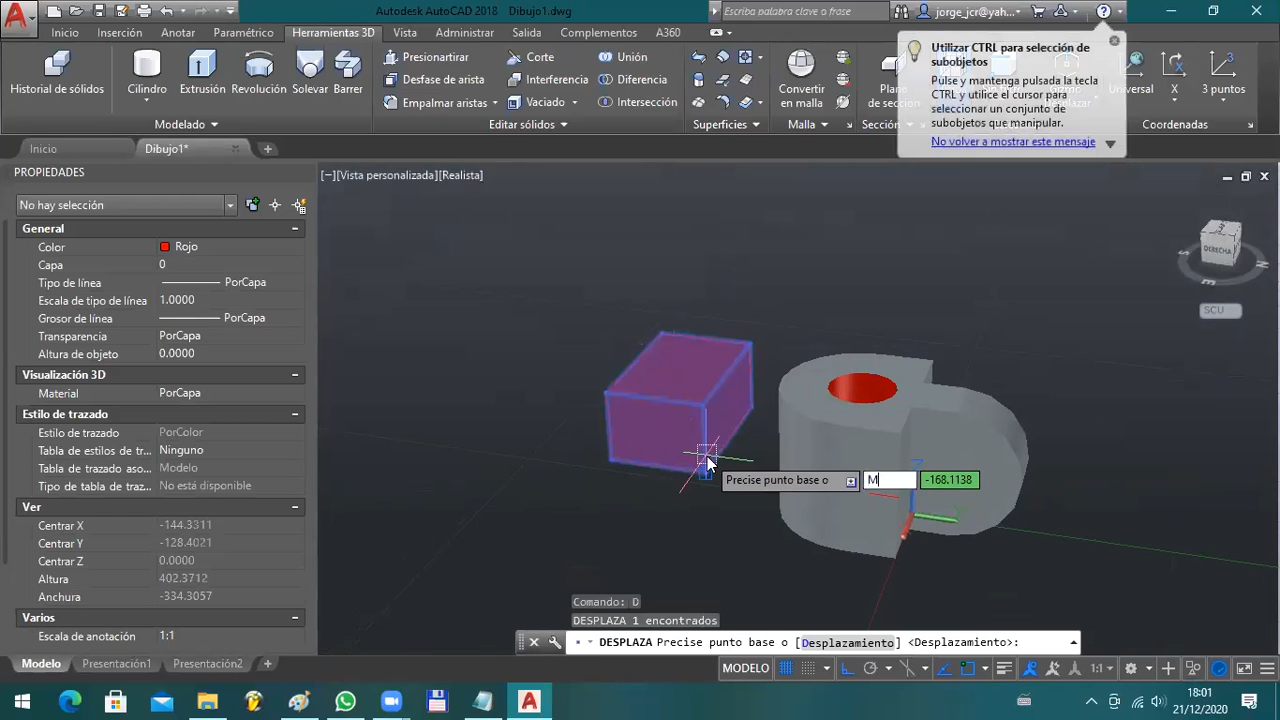 Autodesk AutoCAD 2018 Dibujo1.dwg
Escriba palabra clave o frase
jorge_jcr@yah...
Inicio Inserción Anotar Paramétrico Herramientas 3D Vista Administrar Salida Complementos A360
Historial de sólidos
Cilindro
Extrusión
Revolución
Solevar
Barrer
Modelado
Presionartirar
Desfase de arista
Empalmar aristas
Corte
Interferencia
Vaciado
Unión
Diferencia
Intersección
Editar sólidos
Superficies
Convertir
en malla
Malla
Plano
de sección
Sección
Universal
X
3 puntos
Coordenadas
Utilizar CTRL para selección de
subobjetos
Pulse y mantenga pulsada la tecla
CTRL y utilice el cursor para
seleccionar un conjunto de
subobjetos que manipular.
No volver a mostrar este mensaje
Inicio
Dibujo1*
PROPIEDADES
No hay selección
General
Color Rojo
Capa 0
Tipo de línea PorCapa
Escala de tipo de línea 1.0000
Grosor de línea PorCapa
Transparencia PorCapa
Altura de objeto 0.0000
Visualización 3D
Material PorCapa
Estilo de trazado
Estilo de trazado PorColor
Tabla de estilos de tr... Ninguno
Tabla de trazado aso... Modelo
Tipo de tabla de traz... No está disponible
Ver
Centrar X -144.3311
Centrar Y -128.4021
Centrar Z 0.0000
Altura 402.3712
Anchura -334.3057
Varios
Escala de anotación 1:1
[−][Vista personalizada][Realista]
DERECHA
S
E
N
SCU
Precise punto base o M -168.1138
Z
Comando: D
DESPLAZA 1 encontrados
DESPLAZA Precise punto base o [Desplazamiento] <Desplazamiento>:
Modelo Presentación1 Presentación2
MODELO
1:1
18:01
21/12/2020